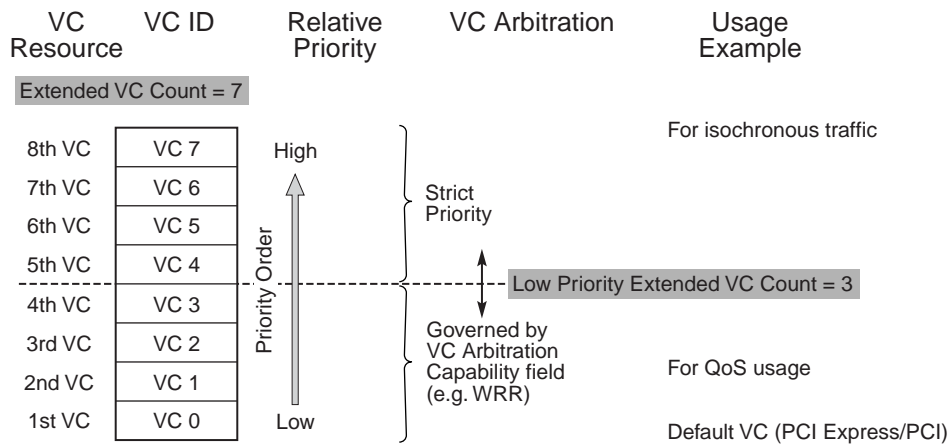 VC Resource
VC ID
Relative Priority
VC Arbitration
Usage Example
Extended VC Count = 7
For isochronous traffic
8th VC VC 7 High
7th VC VC 6
6th VC VC 5
5th VC VC 4
Strict
Priority
Priority Order
Low Priority Extended VC Count = 3
4th VC VC 3
3rd VC VC 2
2nd VC VC 1
1st VC VC 0 Low
Governed by
VC Arbitration
Capability field
(e.g. WRR)
For QoS usage
Default VC (PCI Express/PCI)